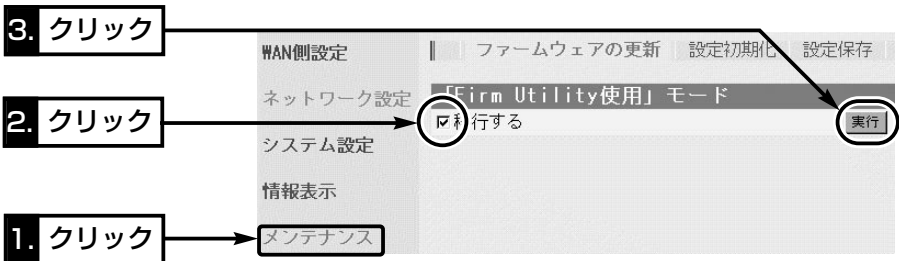 3. クリック
WAN側設定
ファームウェアの更新 設定初期化 設定保存
ネットワーク設定
「Firm Utility使用」モード
2. クリック
移行する
実行
システム設定
情報表示
1. クリック
メンテナンス